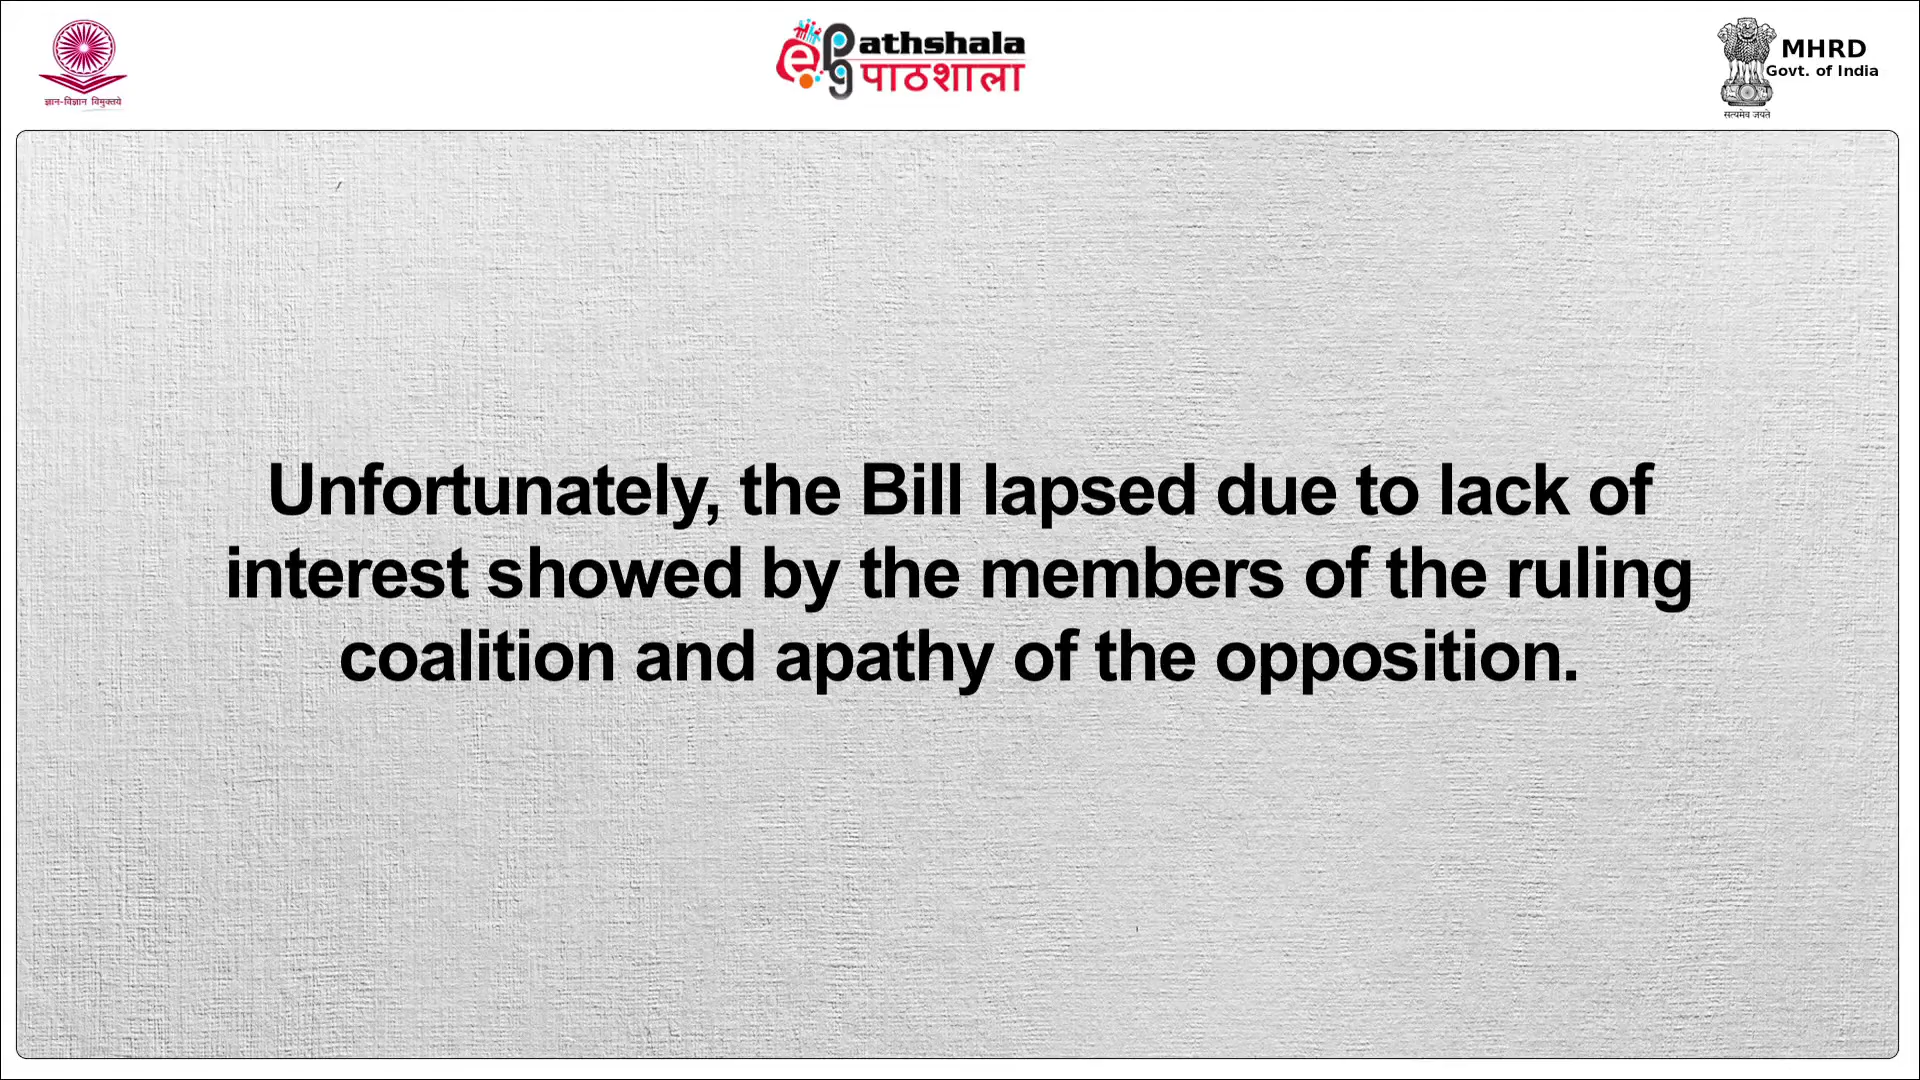 ज्ञान-विज्ञान विमुक्तये
e
pg
athshala
पाठशाला
MHRD
Govt. of India
सत्यमेव जयते
Unfortunately, the Bill lapsed due to lack of
interest showed by the members of the ruling
coalition and apathy of the opposition.